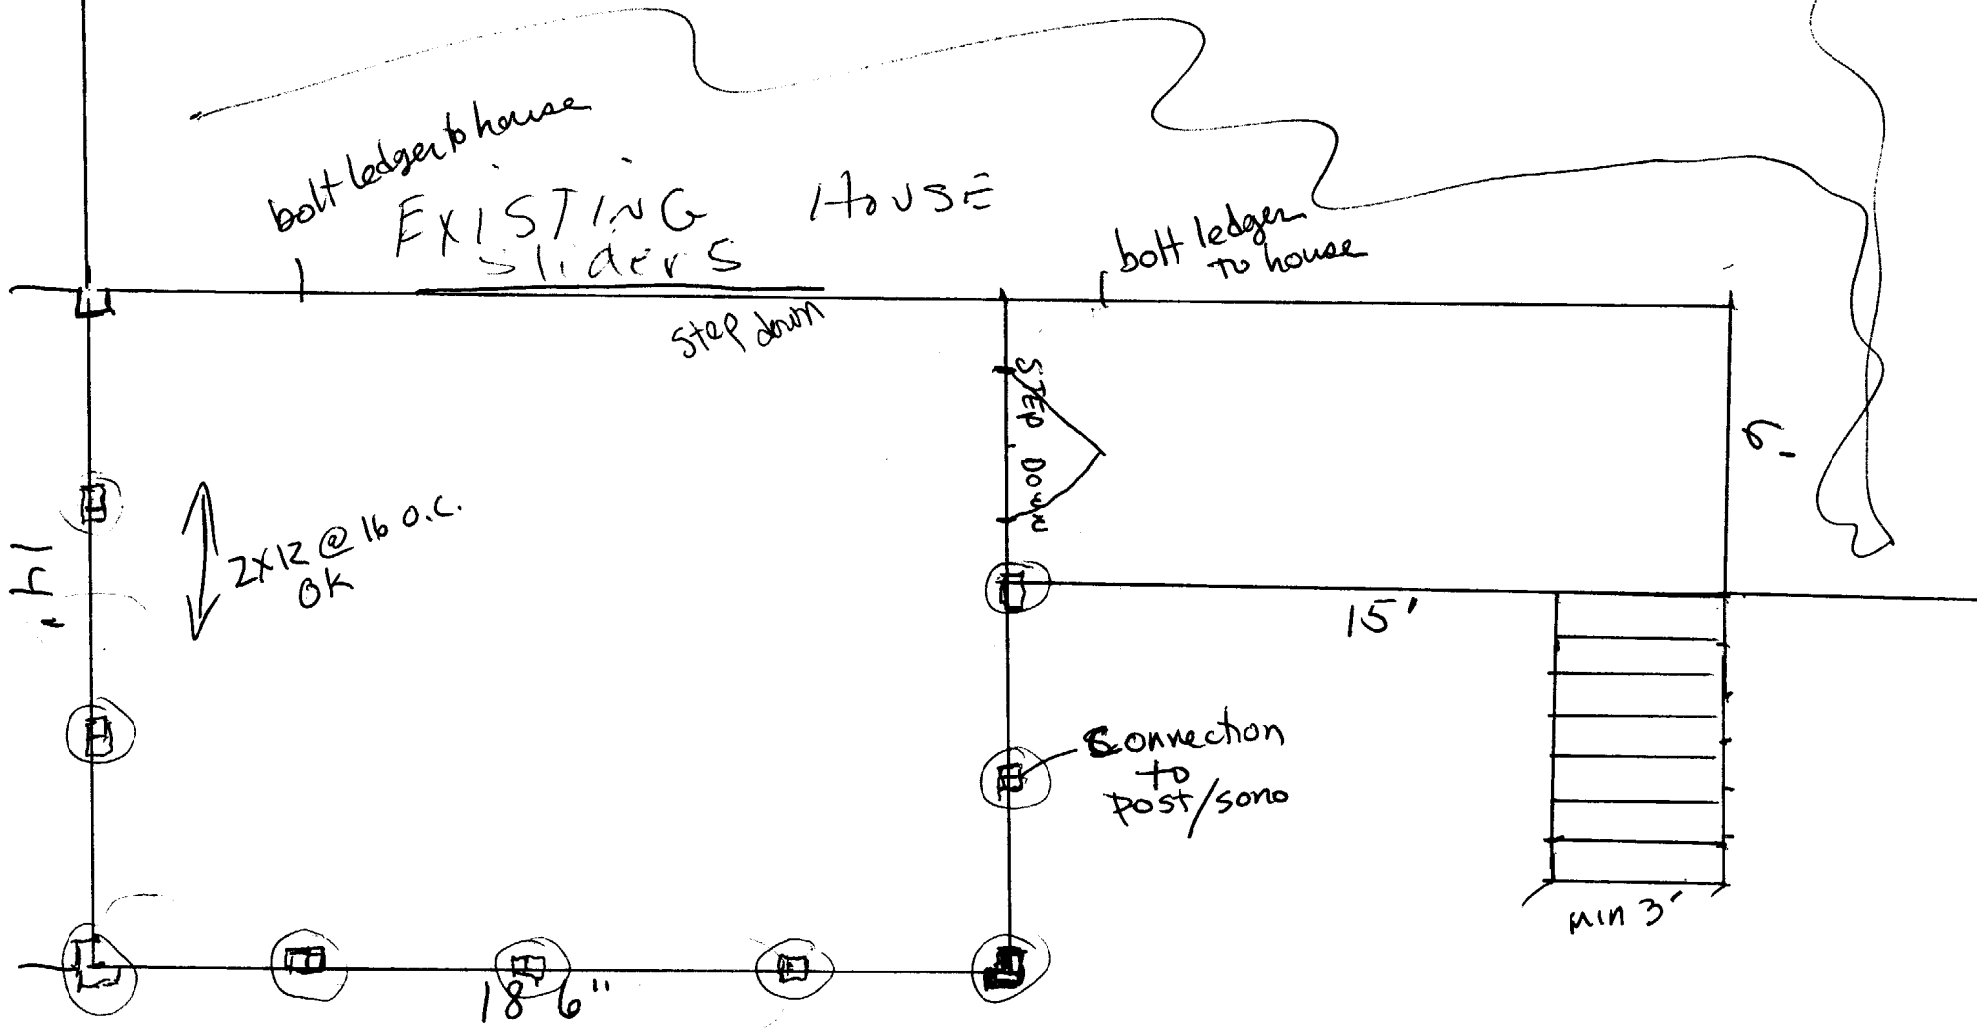 bolt ledger to house
EXISTING HOUSE
sliders
bolt ledger
to house
step down
STEP DOWN
6'
2x12 @ 16 o.c.
OK
14'
15'
Connection
to
post/sono
min 3'
18' 6"